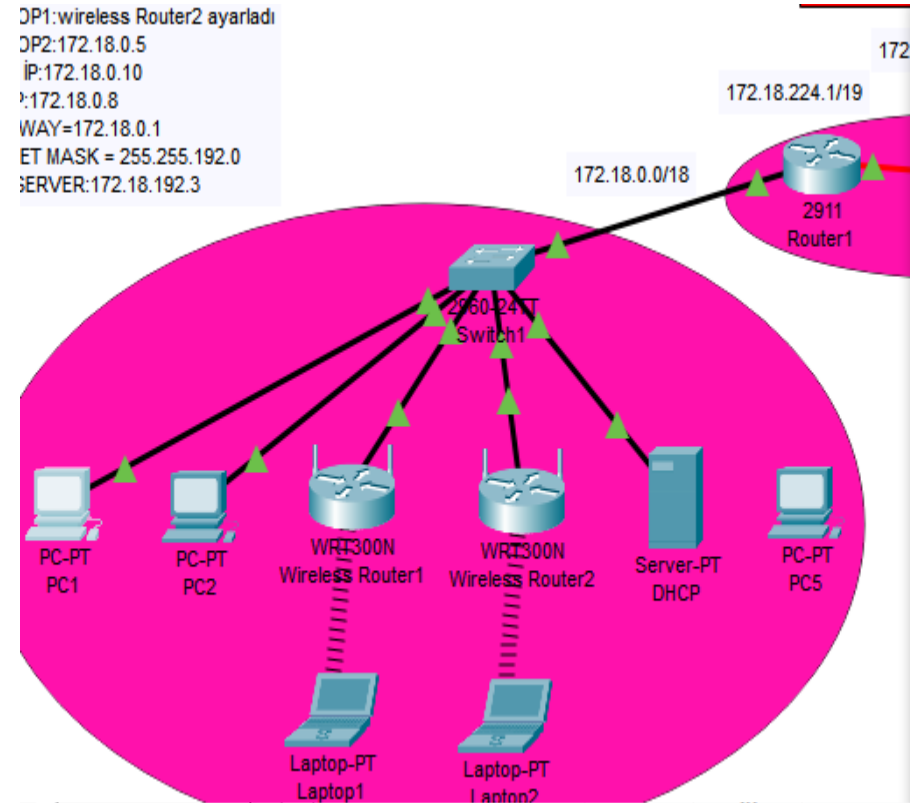 OP1:wireless Router2 ayarladı
OP2:172.18.0.5
İP:172.18.0.10
P:172.18.0.8
WAY=172.18.0.1
ET MASK = 255.255.192.0
SERVER:172.18.192.3
172
172.18.224.1/19
172.18.0.0/18
2911
Router1
2960-24TT
Switch1
PC-PT
PC1
PC-PT
PC2
WRT300N
Wireless Router1
WRT300N
Wireless Router2
Server-PT
DHCP
PC-PT
PC5
Laptop-PT
Laptop1
Laptop-PT
Laptop2